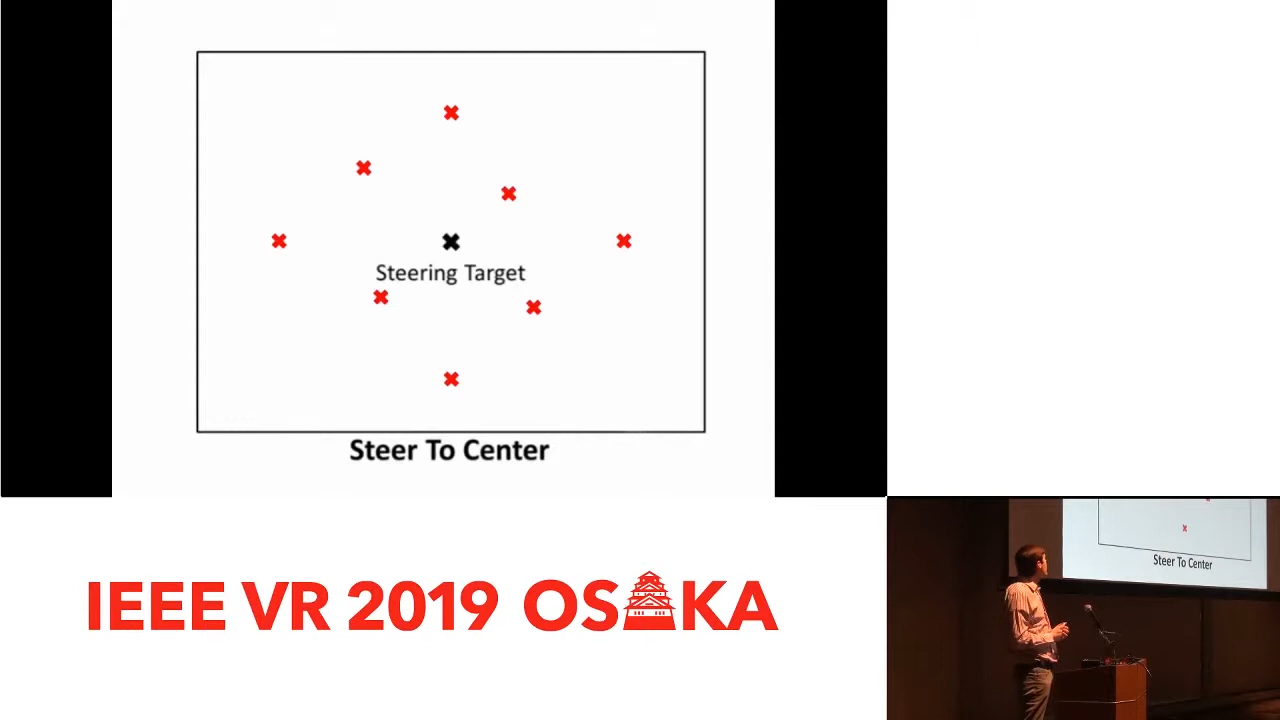 Steering Target
Steer To Center
IEEE VR 2019 OSAKA
Steer To Center